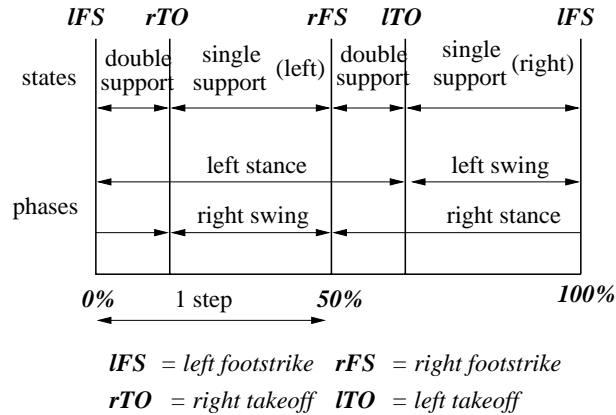 lFS rTO rFS lTO lFS
states double support single support (left) double support single support (right)
left stance left swing
phases
right swing right stance
0% 1 step 50% 100%
lFS = left footstrike rFS = right footstrike
rTO = right takeoff lTO = left takeoff